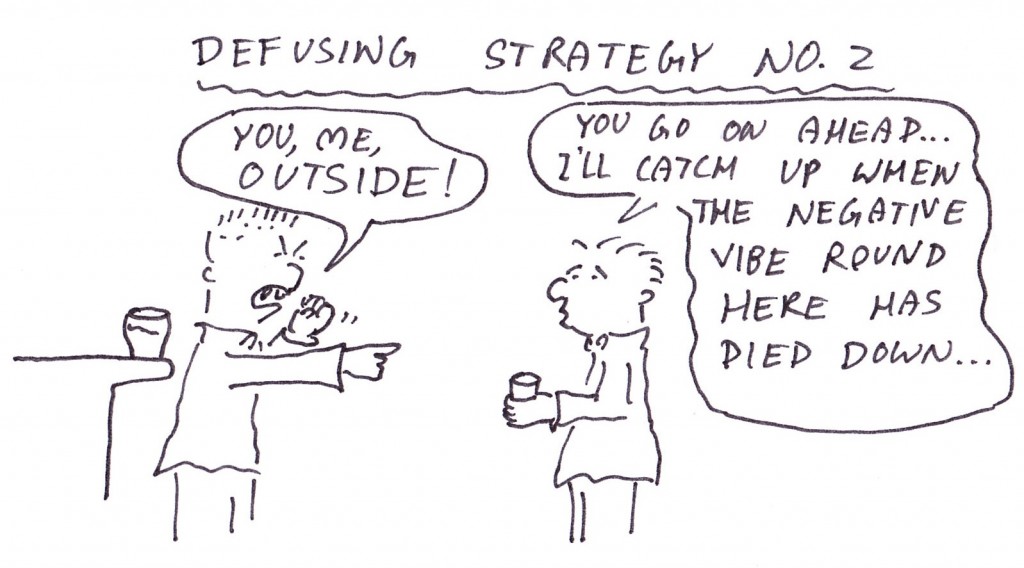 DEFUSING STRATEGY NO. 2
YOU, ME,
OUTSIDE!
YOU GO ON AHEAD...
I'LL CATCH UP WHEN
THE NEGATIVE
VIBE ROUND
HERE HAS
DIED DOWN...